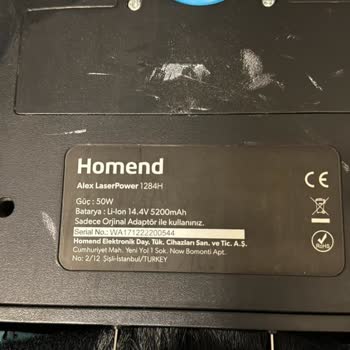 Homend
Alex LaserPower 1284H
Güç : 50W
Batarya : Li-Ion 14.4V 5200mAh
Sadece Orjinal Adaptör ile kullanınız.
Serial No.: WA171222200544
Homend Elektronik Day. Tük. Cihazları San. ve Tic. A.Ş.
Cumhuriyet Mah. Yeni Yol 1 Sok. Now Bomonti Apt.
No: 2/12 Şişli-İstanbul/TURKEY
CE
RoHS